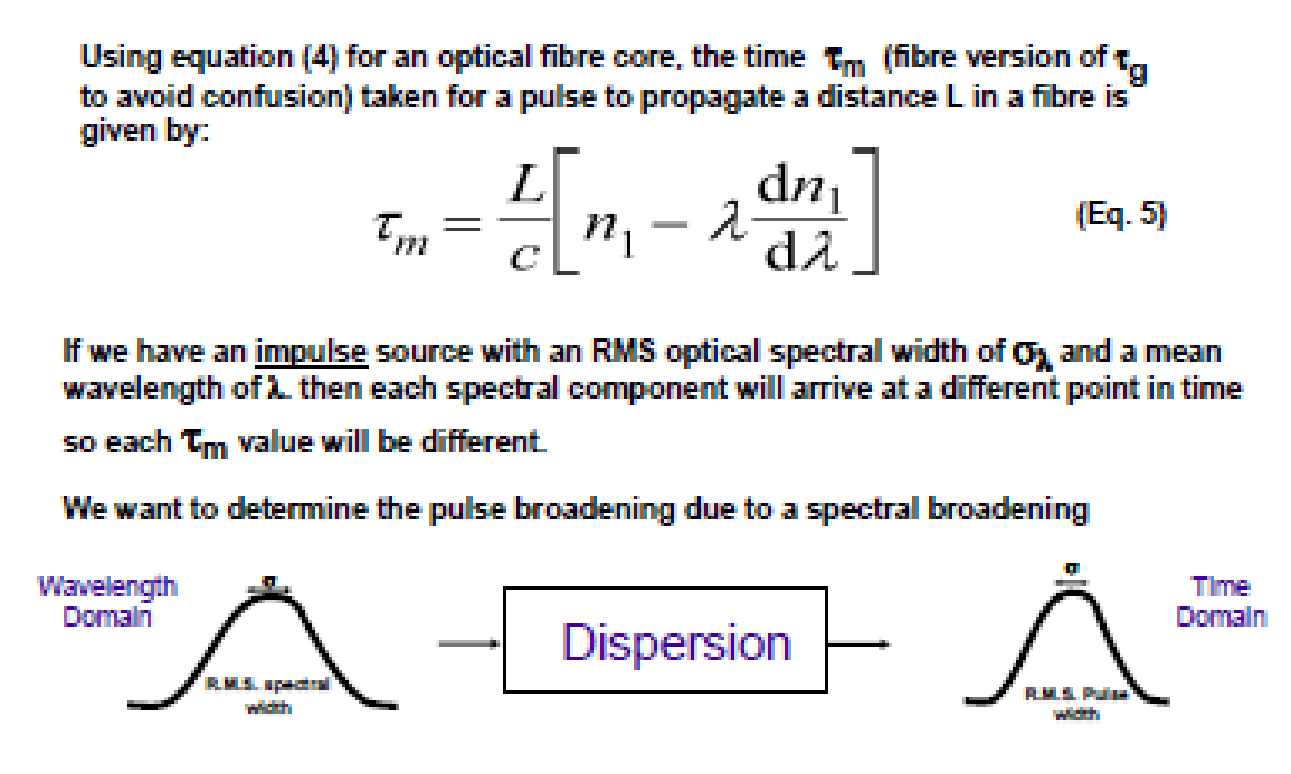 Using equation (4) for an optical fibre core, the time τm (fibre version of τg
to avoid confusion) taken for a pulse to propagate a distance L in a fibre is
given by:
τm = L/c [ n1 − λ dn1/dλ ]
(Eq. 5)
If we have an impulse source with an RMS optical spectral width of σλ and a mean
wavelength of λ. then each spectral component will arrive at a different point in time
so each τm value will be different.
We want to determine the pulse broadening due to a spectral broadening
Wavelength
Domain
σ
R.M.S. spectral
width
Dispersion
σ
R.M.S. Pulse
width
Time
Domain